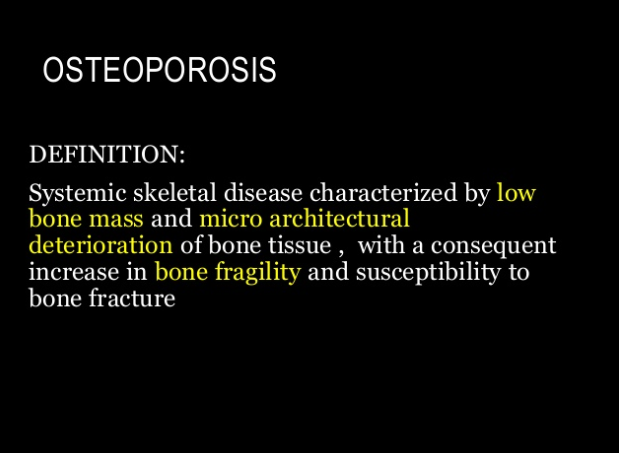 OSTEOPOROSIS
DEFINITION:
Systemic skeletal disease characterized by low
bone mass and micro architectural
deterioration of bone tissue , with a consequent
increase in bone fragility and susceptibility to
bone fracture